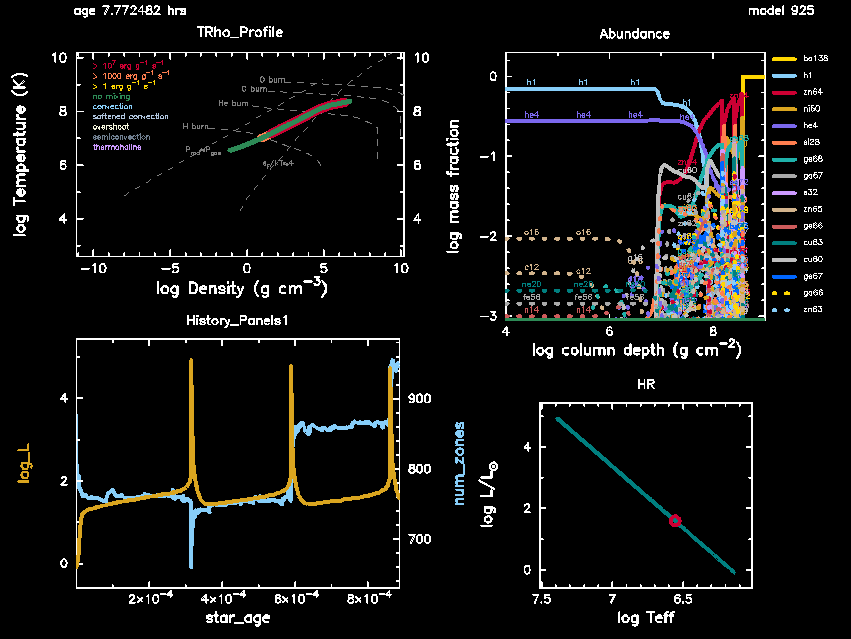 age 7.772482 hrs
model 925
TRho_Profile
> 10⁷ erg g⁻¹ s⁻¹
> 1000 erg g⁻¹ s⁻¹
> 1 erg g⁻¹ s⁻¹
no mixing
convection
softened convection
overshoot
semiconvection
thermohaline
O burn
C burn
He burn
H burn
log Temperature (K)
10
8
6
4
10
8
6
4
−10
−5
0
5
10
log Density (g cm⁻³)
Abundance
log mass fraction
0
−1
−2
−3
4
6
8
log column depth (g cm⁻²)
h1 h1 h1 h1
he4 he4 he4
o16 o16
c12 c12
ne20 ne20
fe56 fe56
n14 n14
cu60
ba138
h1
zn64
ni60
he4
si28
ge68
ga67
s32
zn65
ge66
cu63
cu60
ge67
ga66
zn63
History_Panels1
log_L
4
2
0
900
800
700
num_zones
2×10⁻⁴
4×10⁻⁴
6×10⁻⁴
8×10⁻⁴
star_age
HR
log L/L☉
4
2
0
7.5
7
6.5
log Teff